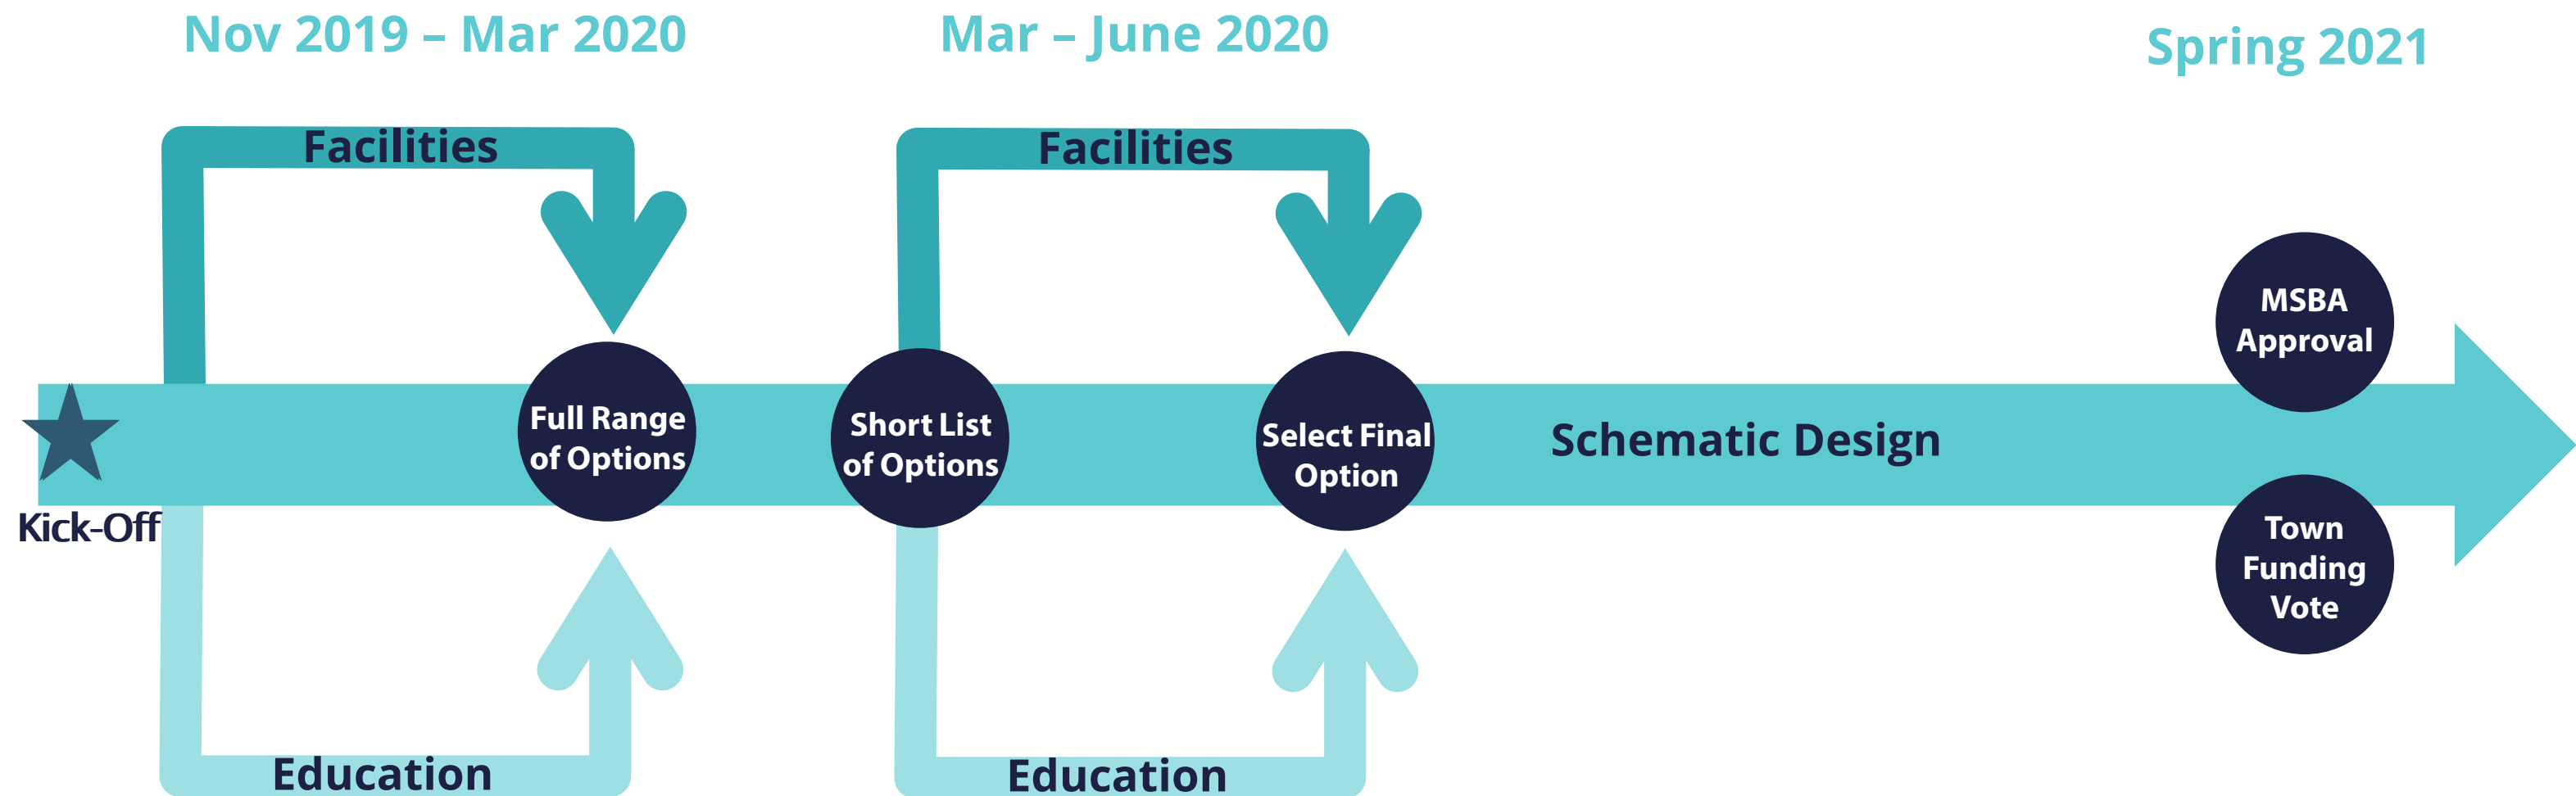 Nov 2019 – Mar 2020
Mar – June 2020
Spring 2021
Facilities
Facilities
MSBA
Approval
Kick-Off
Full Range
of Options
Short List
of Options
Select Final
Option
Schematic Design
Town
Funding
Vote
Education
Education